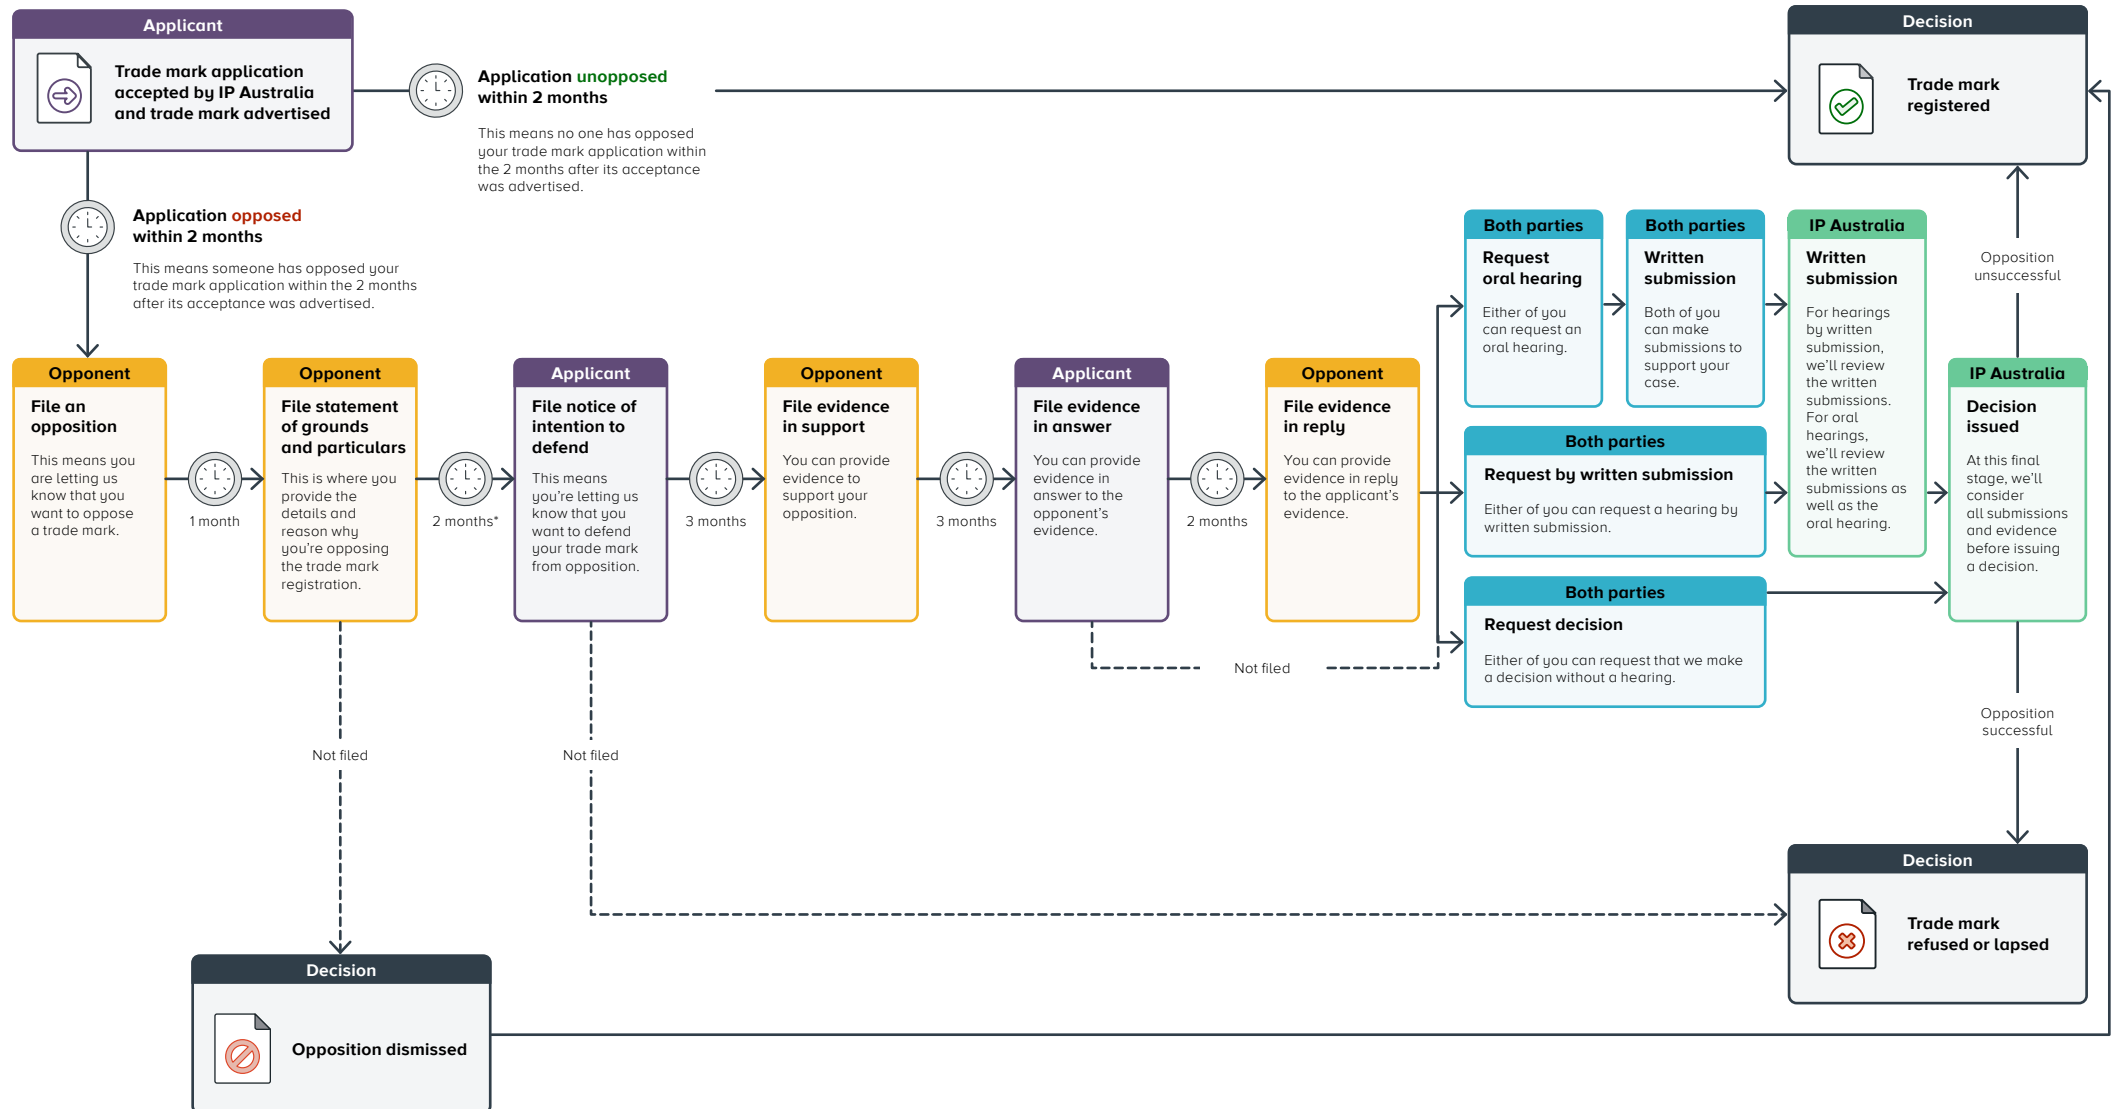 Applicant
Trade mark application
accepted by IP Australia
and trade mark advertised
Application unopposed
within 2 months
This means no one has opposed
your trade mark application within
the 2 months after its acceptance
was advertised.
Decision
Trade mark
registered
Application opposed
within 2 months
This means someone has opposed your
trade mark application within the 2 months
after its acceptance was advertised.
Opponent
File an
opposition
This means you
are letting us
know that you
want to oppose
a trade mark.
1 month
Opponent
File statement
of grounds
and particulars
This is where you
provide the
details and
reason why
you're opposing
the trade mark
registration.
2 months*
Applicant
File notice of
intention to
defend
This means
you're letting us
know that you
want to defend
your trade mark
from opposition.
3 months
Opponent
File evidence
in support
You can provide
evidence to
support your
opposition.
3 months
Applicant
File evidence
in answer
You can provide
evidence in
answer to the
opponent's
evidence.
2 months
Opponent
File evidence
in reply
You can provide
evidence in reply
to the applicant's
evidence.
Both parties
Request
oral hearing
Either of you
can request an
oral hearing.
Both parties
Written
submission
Both of you
can make
submissions to
support your
case.
Both parties
Request by written submission
Either of you can request a hearing by
written submission.
Both parties
Request decision
Either of you can request that we make
a decision without a hearing.
IP Australia
Written
submission
For hearings
by written
submission,
we'll review
the written
submissions.
For oral
hearings,
we'll review
the written
submissions as
well as the
oral hearing.
IP Australia
Decision
issued
At this final
stage, we'll
consider
all submissions
and evidence
before issuing
a decision.
Opposition
unsuccessful
Opposition
successful
Not filed
Not filed
Not filed
Decision
Trade mark
refused or lapsed
Decision
Opposition dismissed